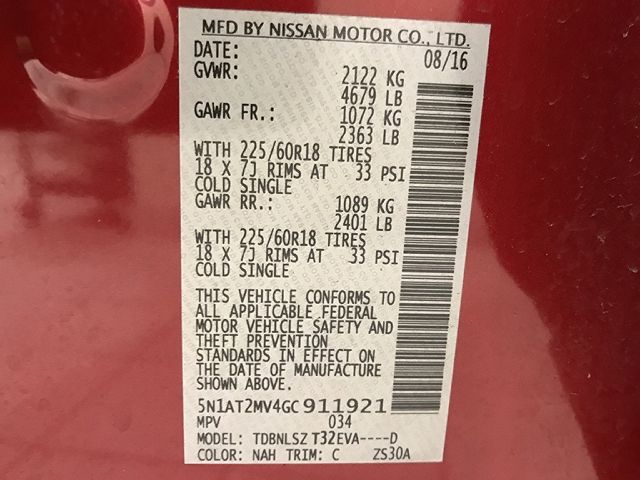 MFD BY NISSAN MOTOR CO., LTD.
DATE: 08/16
GVWR: 2122 KG
4679 LB
GAWR FR.: 1072 KG
2363 LB
WITH 225/60R18 TIRES
18 X 7J RIMS AT 33 PSI
COLD SINGLE
GAWR RR.: 1089 KG
2401 LB
WITH 225/60R18 TIRES
18 X 7J RIMS AT 33 PSI
COLD SINGLE
THIS VEHICLE CONFORMS TO
ALL APPLICABLE FEDERAL
MOTOR VEHICLE SAFETY AND
THEFT PREVENTION
STANDARDS IN EFFECT ON
THE DATE OF MANUFACTURE
SHOWN ABOVE.
5N1AT2MV4GC911921
MPV 034
MODEL: TDBNLSZ T32EVA----D
COLOR: NAH TRIM: C ZS30A